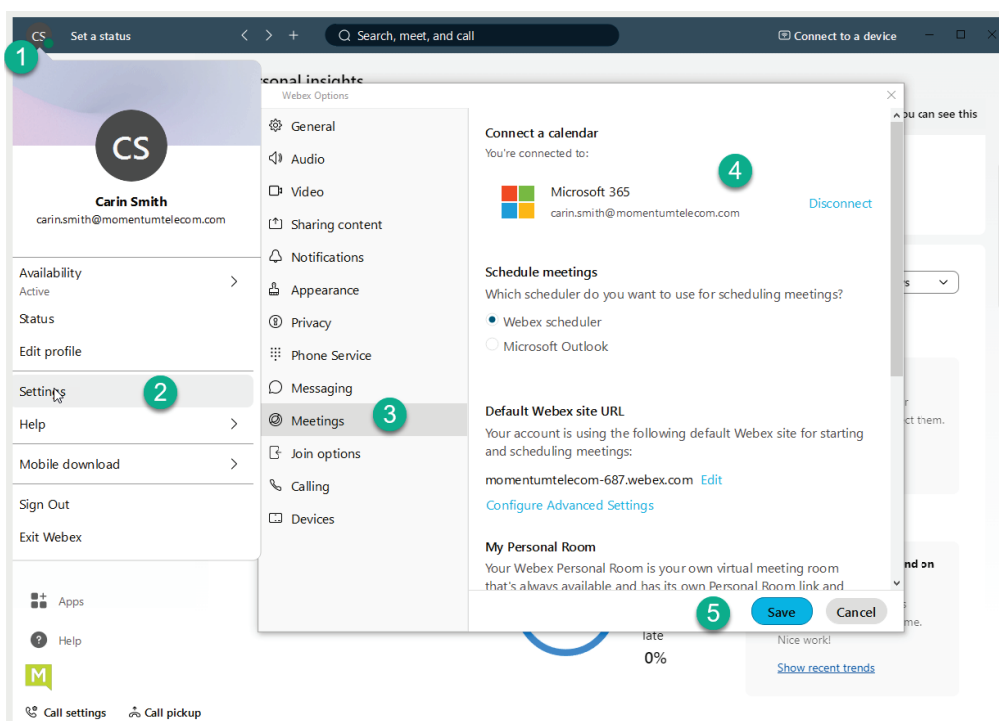 CS
Set a status
Search, meet, and call
Connect to a device
1
CS
Carin Smith
carin.smith@momentumtelecom.com
Availability
Active
Status
Edit profile
Settings
2
Help
Mobile download
Sign Out
Exit Webex
Apps
Help
M
Call settings
Call pickup
sonal insights
ou can see this
Webex Options
General
Audio
Video
Sharing content
Notifications
Appearance
Privacy
Phone Service
Messaging
Meetings
3
Join options
Calling
Devices
Connect a calendar
You're connected to:
4
Microsoft 365
carin.smith@momentumtelecom.com
Disconnect
Schedule meetings
Which scheduler do you want to use for scheduling meetings?
Webex scheduler
Microsoft Outlook
Default Webex site URL
Your account is using the following default Webex site for starting
and scheduling meetings:
momentumtelecom-687.webex.com Edit
Configure Advanced Settings
My Personal Room
Your Webex Personal Room is your own virtual meeting room
that's always available and has its own Personal Room link and
5
Save
Cancel
s
r
ct them.
nd on
s
me.
Nice work!
Show recent trends
late
0%